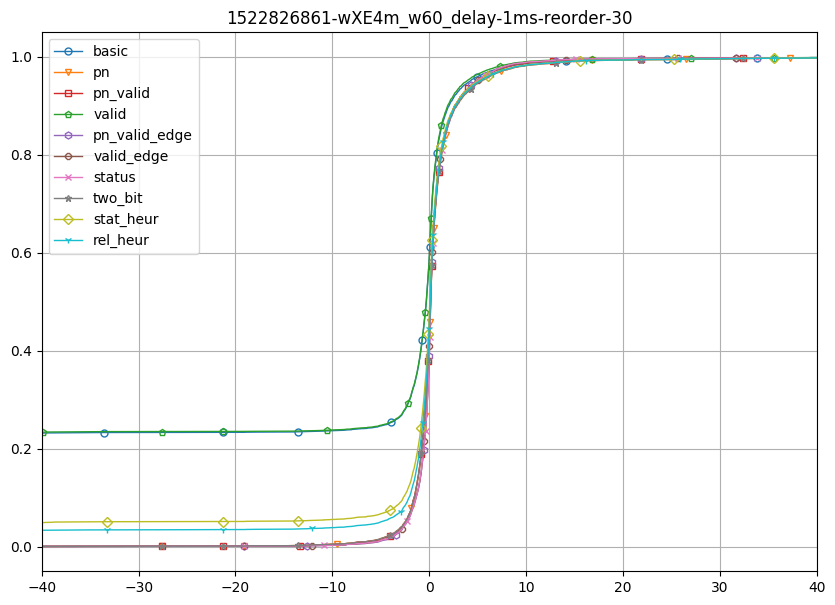 1522826861-wXE4m_w60_delay-1ms-reorder-30
1.0
0.8
0.6
0.4
0.2
0.0
basic
pn
pn_valid
valid
pn_valid_edge
valid_edge
status
two_bit
stat_heur
rel_heur
−40 −30 −20 −10 0 10 20 30 40